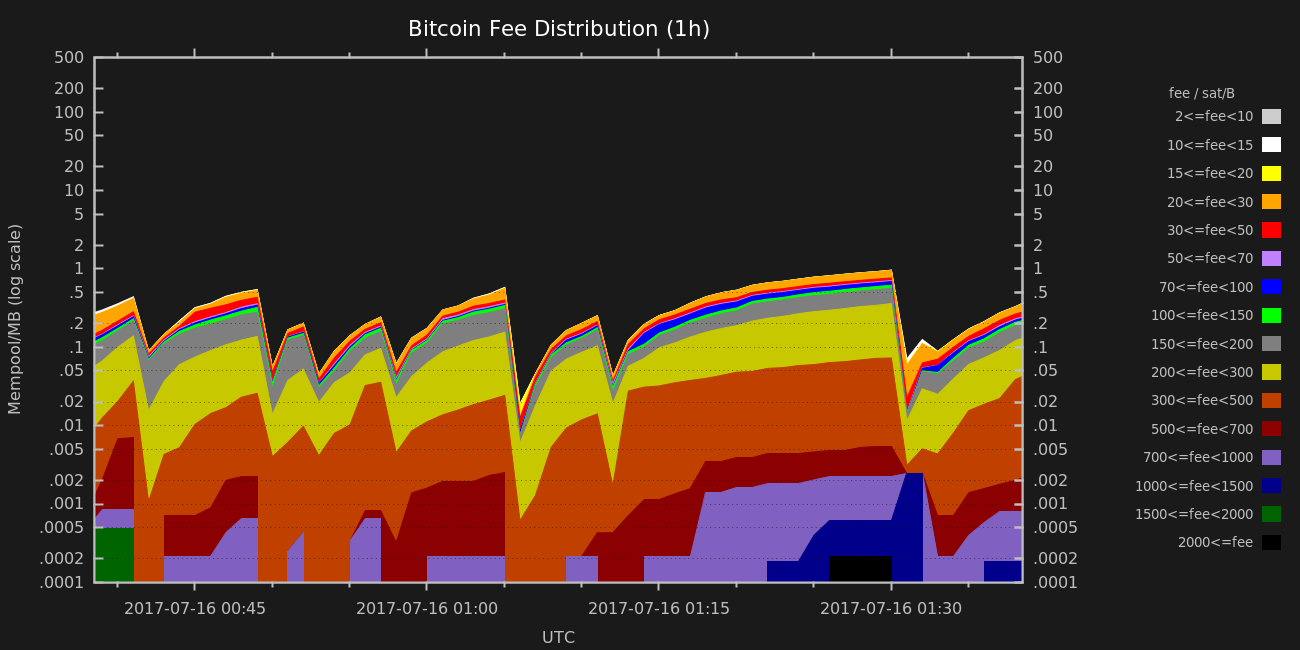 Bitcoin Fee Distribution (1h)
Mempool/MB (log scale)
500
200
100
50
20
10
5
2
1
.5
.2
.1
.05
.02
.01
.005
.002
.001
.0005
.0002
.0001
500
200
100
50
20
10
5
2
1
.5
.2
.1
.05
.02
.01
.005
.002
.001
.0005
.0002
.0001
2017-07-16 00:45 2017-07-16 01:00 2017-07-16 01:15 2017-07-16 01:30
UTC
fee / sat/B
2<=fee<10
10<=fee<15
15<=fee<20
20<=fee<30
30<=fee<50
50<=fee<70
70<=fee<100
100<=fee<150
150<=fee<200
200<=fee<300
300<=fee<500
500<=fee<700
700<=fee<1000
1000<=fee<1500
1500<=fee<2000
2000<=fee